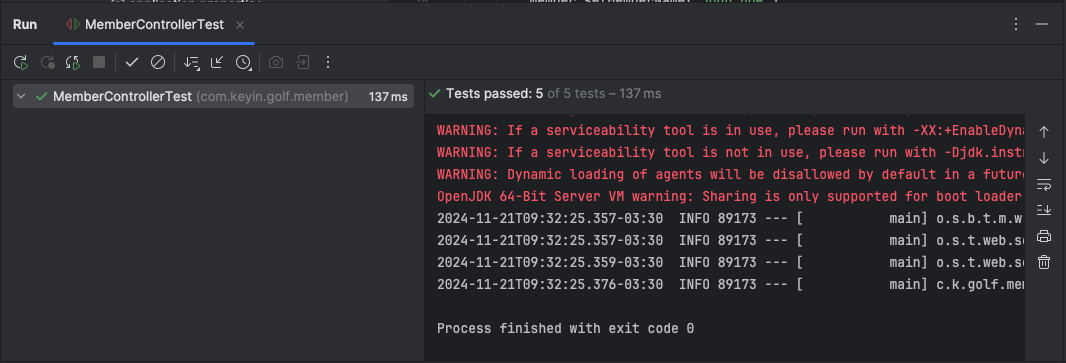 Run MemberControllerTest
MemberControllerTest (com.keyin.golf.member) 137 ms
Tests passed: 5 of 5 tests – 137 ms
WARNING: If a serviceability tool is in use, please run with -XX:+EnableDyna
WARNING: If a serviceability tool is not in use, please run with -Djdk.instr
WARNING: Dynamic loading of agents will be disallowed by default in a future
OpenJDK 64-Bit Server VM warning: Sharing is only supported for boot loader
2024-11-21T09:32:25.357-03:30  INFO 89173 --- [           main] o.s.b.t.m.w
2024-11-21T09:32:25.357-03:30  INFO 89173 --- [           main] o.s.t.web.se
2024-11-21T09:32:25.359-03:30  INFO 89173 --- [           main] o.s.t.web.se
2024-11-21T09:32:25.376-03:30  INFO 89173 --- [           main] c.k.golf.mem
Process finished with exit code 0